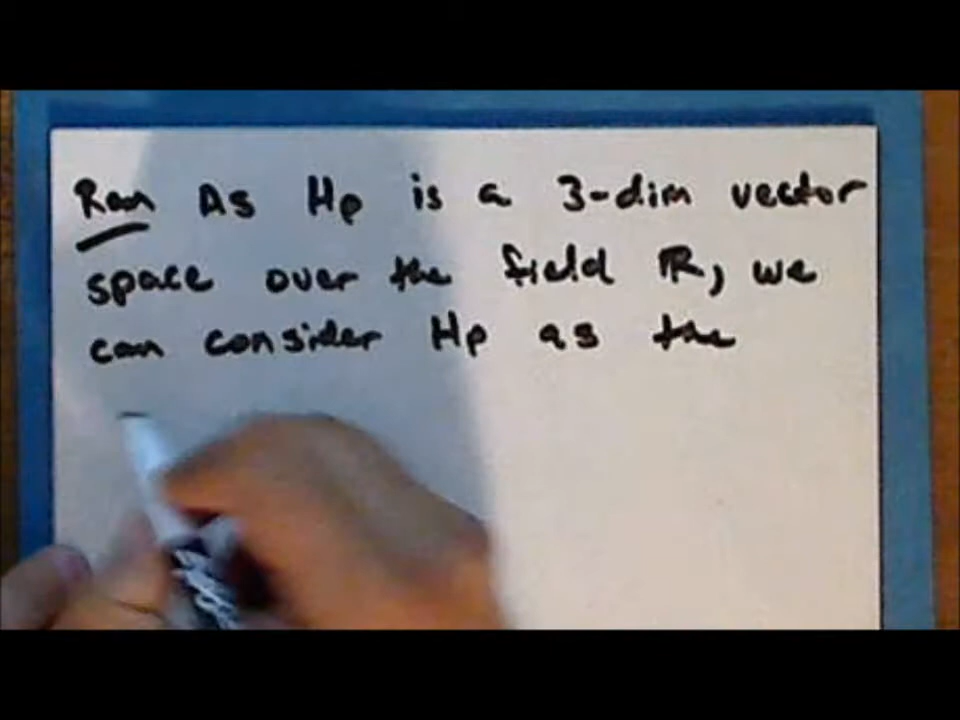 Rem As Hp is a 3-dim vector
space over the field ℝ, we
can consider Hp as the